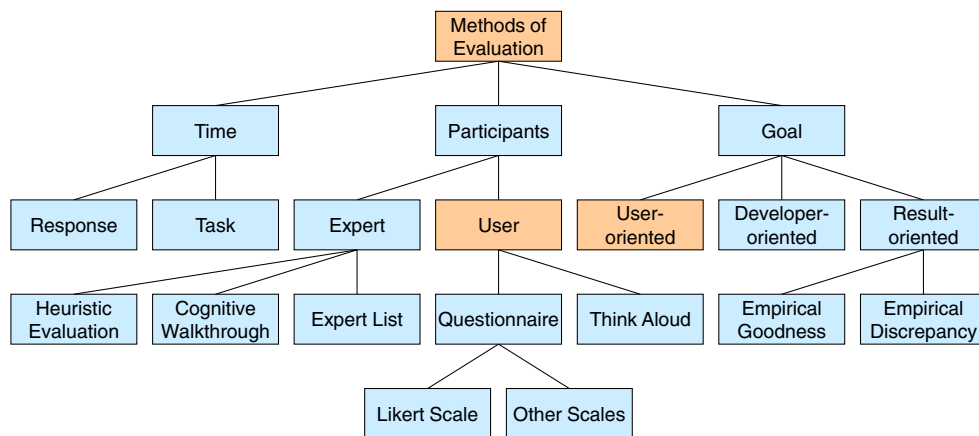 Methods of
Evaluation
Time
Participants
Goal
Response
Task
Expert
User
User-
oriented
Developer-
oriented
Result-
oriented
Heuristic
Evaluation
Cognitive
Walkthrough
Expert List
Questionnaire
Think Aloud
Empirical
Goodness
Empirical
Discrepancy
Likert Scale
Other Scales